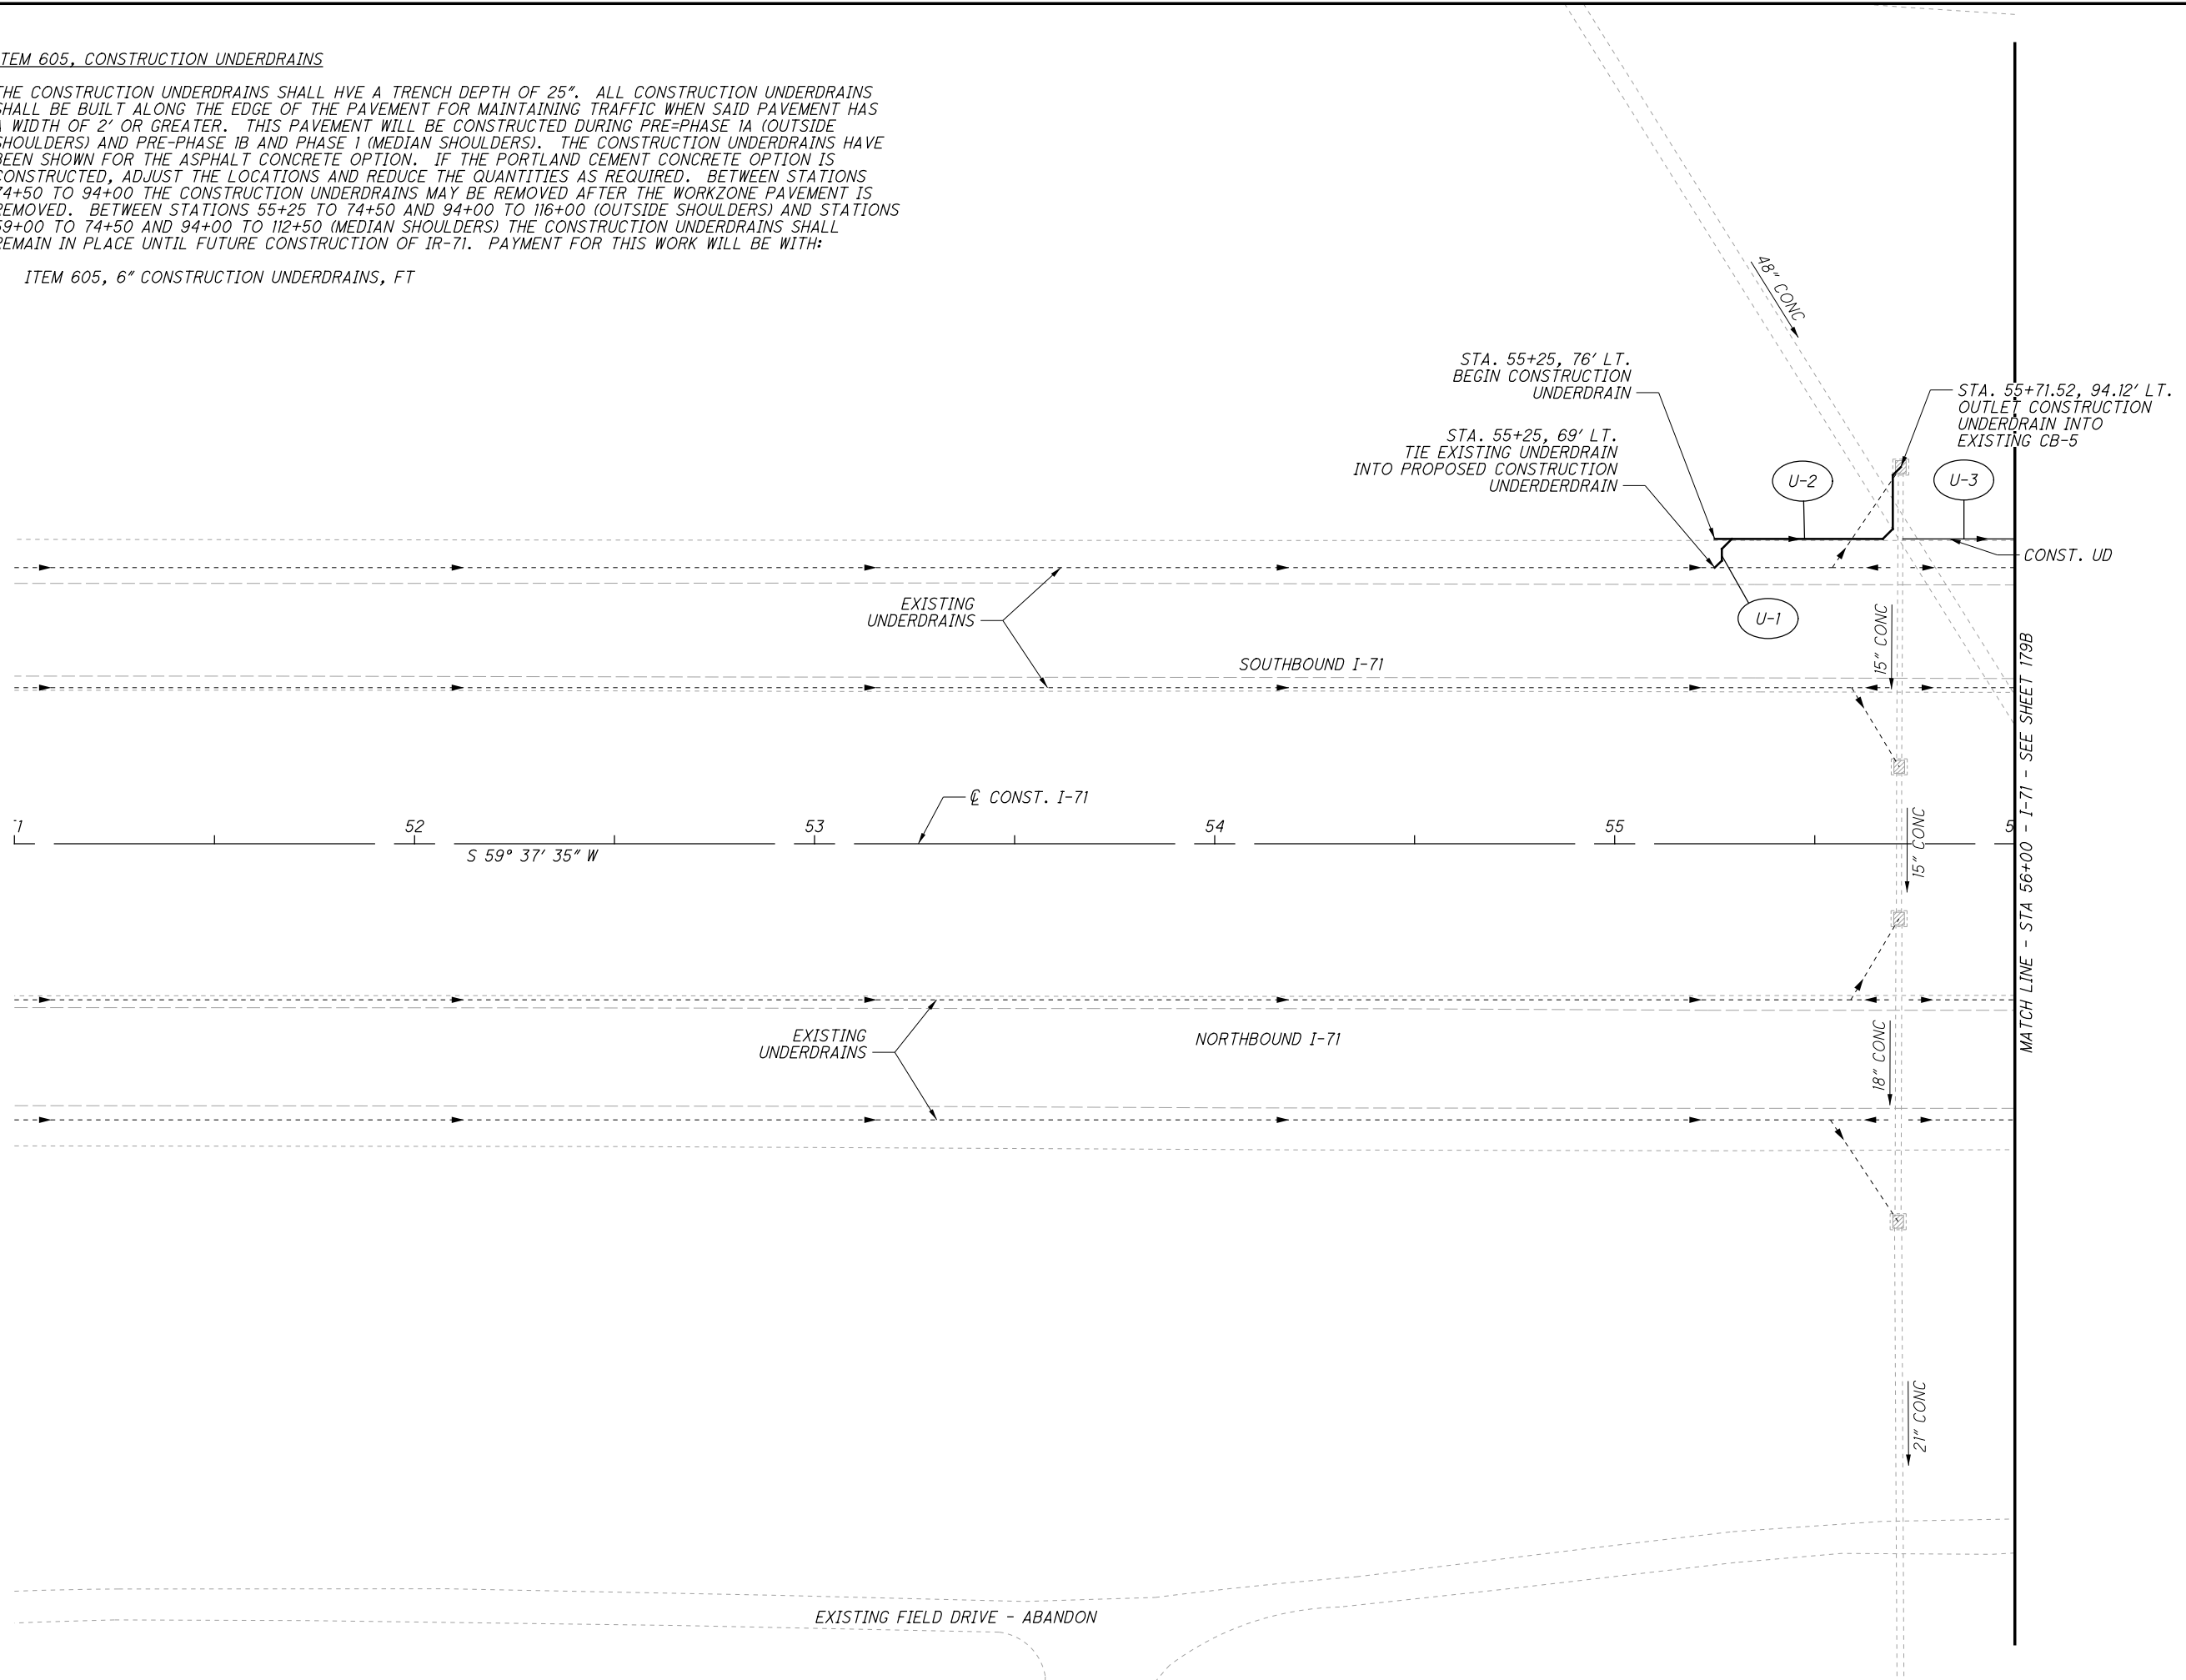 TEM 605, CONSTRUCTION UNDERDRAINS
THE CONSTRUCTION UNDERDRAINS SHALL HVE A TRENCH DEPTH OF 25". ALL CONSTRUCTION UNDERDRAINS
SHALL BE BUILT ALONG THE EDGE OF THE PAVEMENT FOR MAINTAINING TRAFFIC WHEN SAID PAVEMENT HAS
A WIDTH OF 2' OR GREATER. THIS PAVEMENT WILL BE CONSTRUCTED DURING PRE=PHASE 1A (OUTSIDE
SHOULDERS) AND PRE-PHASE 1B AND PHASE 1 (MEDIAN SHOULDERS). THE CONSTRUCTION UNDERDRAINS HAVE
BEEN SHOWN FOR THE ASPHALT CONCRETE OPTION. IF THE PORTLAND CEMENT CONCRETE OPTION IS
CONSTRUCTED, ADJUST THE LOCATIONS AND REDUCE THE QUANTITIES AS REQUIRED. BETWEEN STATIONS
74+50 TO 94+00 THE CONSTRUCTION UNDERDRAINS MAY BE REMOVED AFTER THE WORKZONE PAVEMENT IS
REMOVED. BETWEEN STATIONS 55+25 TO 74+50 AND 94+00 TO 116+00 (OUTSIDE SHOULDERS) AND STATIONS
59+00 TO 74+50 AND 94+00 TO 112+50 (MEDIAN SHOULDERS) THE CONSTRUCTION UNDERDRAINS SHALL
REMAIN IN PLACE UNTIL FUTURE CONSTRUCTION OF IR-71. PAYMENT FOR THIS WORK WILL BE WITH:
ITEM 605, 6" CONSTRUCTION UNDERDRAINS, FT
48" CONC
STA. 55+25, 76' LT.
BEGIN CONSTRUCTION
UNDERDRAIN
STA. 55+71.52, 94.12' LT.
OUTLET CONSTRUCTION
UNDERDRAIN INTO
EXISTING CB-5
STA. 55+25, 69' LT.
TIE EXISTING UNDERDRAIN
INTO PROPOSED CONSTRUCTION
UNDERDERDRAIN
U-2
U-3
CONST. UD
EXISTING
UNDERDRAINS
U-1
15" CONC
SOUTHBOUND I-71
MATCH LINE - STA 56+00 - I-71 - SEE SHEET 179B
℄ CONST. I-71
1
52
53
54
55
5
S 59° 37' 35" W
15" CONC
EXISTING
UNDERDRAINS
NORTHBOUND I-71
18" CONC
21" CONC
EXISTING FIELD DRIVE - ABANDON